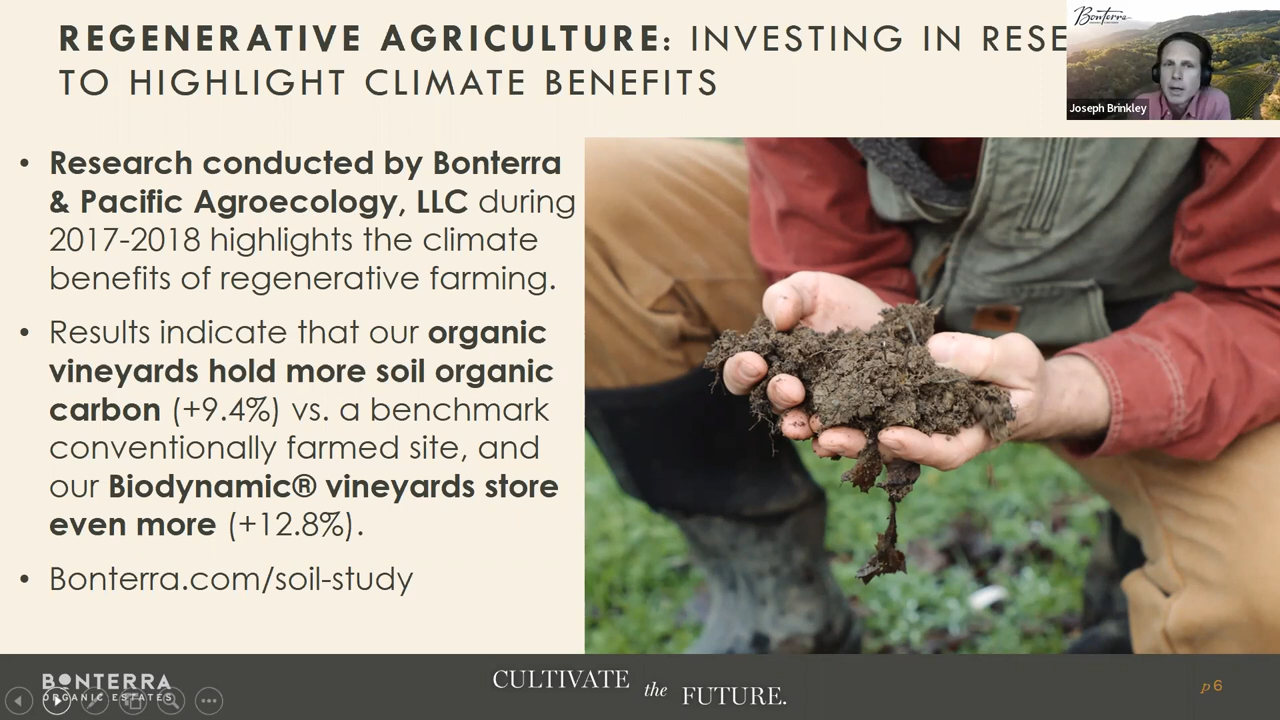 REGENERATIVE AGRICULTURE: INVESTING IN RESE
TO HIGHLIGHT CLIMATE BENEFITS
Bonterra
Joseph Brinkley
• Research conducted by Bonterra
& Pacific Agroecology, LLC during
2017-2018 highlights the climate
benefits of regenerative farming.
• Results indicate that our organic
vineyards hold more soil organic
carbon (+9.4%) vs. a benchmark
conventionally farmed site, and
our Biodynamic® vineyards store
even more (+12.8%).
• Bonterra.com/soil-study
BONTERRA
ORGANIC ESTATES
CULTIVATE the FUTURE.
p6